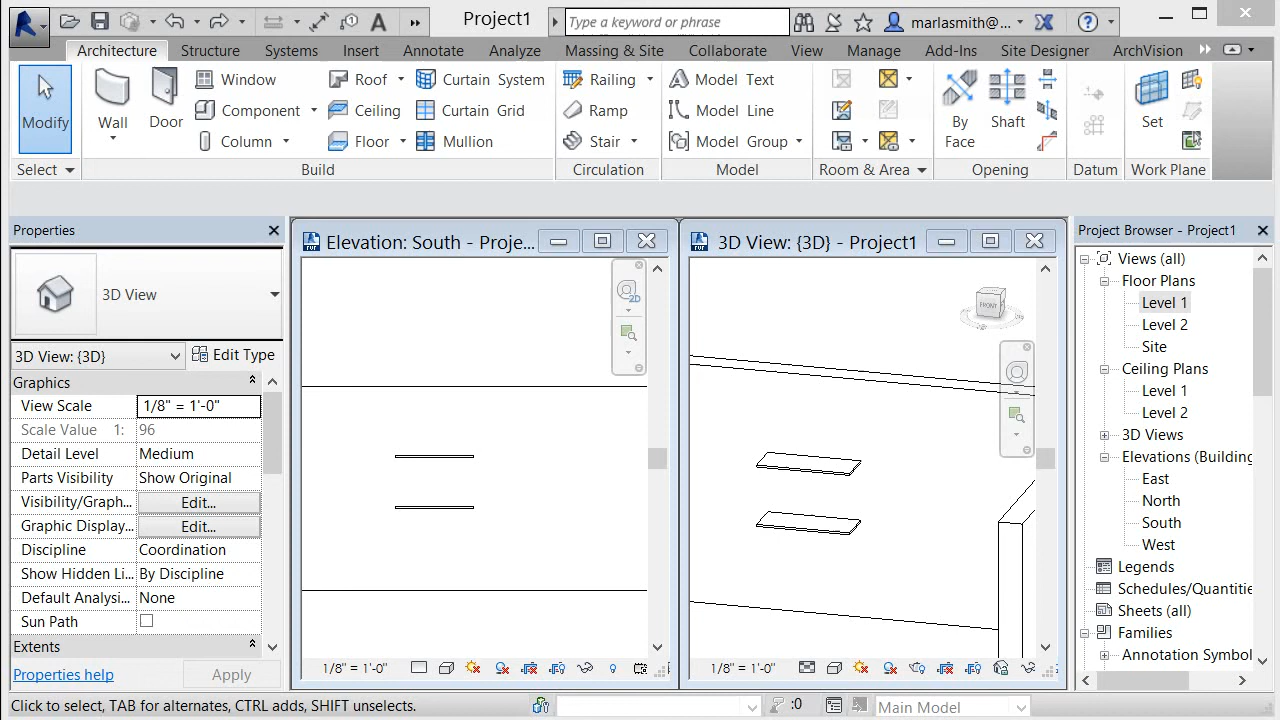 Project1
Type a keyword or phrase
marlasmith@...
Architecture Structure Systems Insert Annotate Analyze Massing & Site Collaborate View Manage Add-Ins Site Designer ArchVision
Modify
Wall
Door
Window
Component
Column
Roof
Ceiling
Floor
Curtain System
Curtain Grid
Mullion
Railing
Ramp
Stair
Model Text
Model Line
Model Group
By
Face
Shaft
Set
Select
Build
Circulation
Model
Room & Area
Opening
Datum
Work Plane
Properties
3D View
3D View: {3D}
Edit Type
Graphics
View Scale 1/8" = 1'-0"
Scale Value 1: 96
Detail Level Medium
Parts Visibility Show Original
Visibility/Graph... Edit...
Graphic Display... Edit...
Discipline Coordination
Show Hidden Li... By Discipline
Default Analysi... None
Sun Path
Extents
Properties help
Apply
Elevation: South - Proje...
2D
1/8" = 1'-0"
3D View: {3D} - Project1
FRONT
1/8" = 1'-0"
Project Browser - Project1
Views (all)
Floor Plans
Level 1
Level 2
Site
Ceiling Plans
Level 1
Level 2
3D Views
Elevations (Building
East
North
South
West
Legends
Schedules/Quantitie
Sheets (all)
Families
Annotation Symbol
Click to select, TAB for alternates, CTRL adds, SHIFT unselects.
:0
Main Model